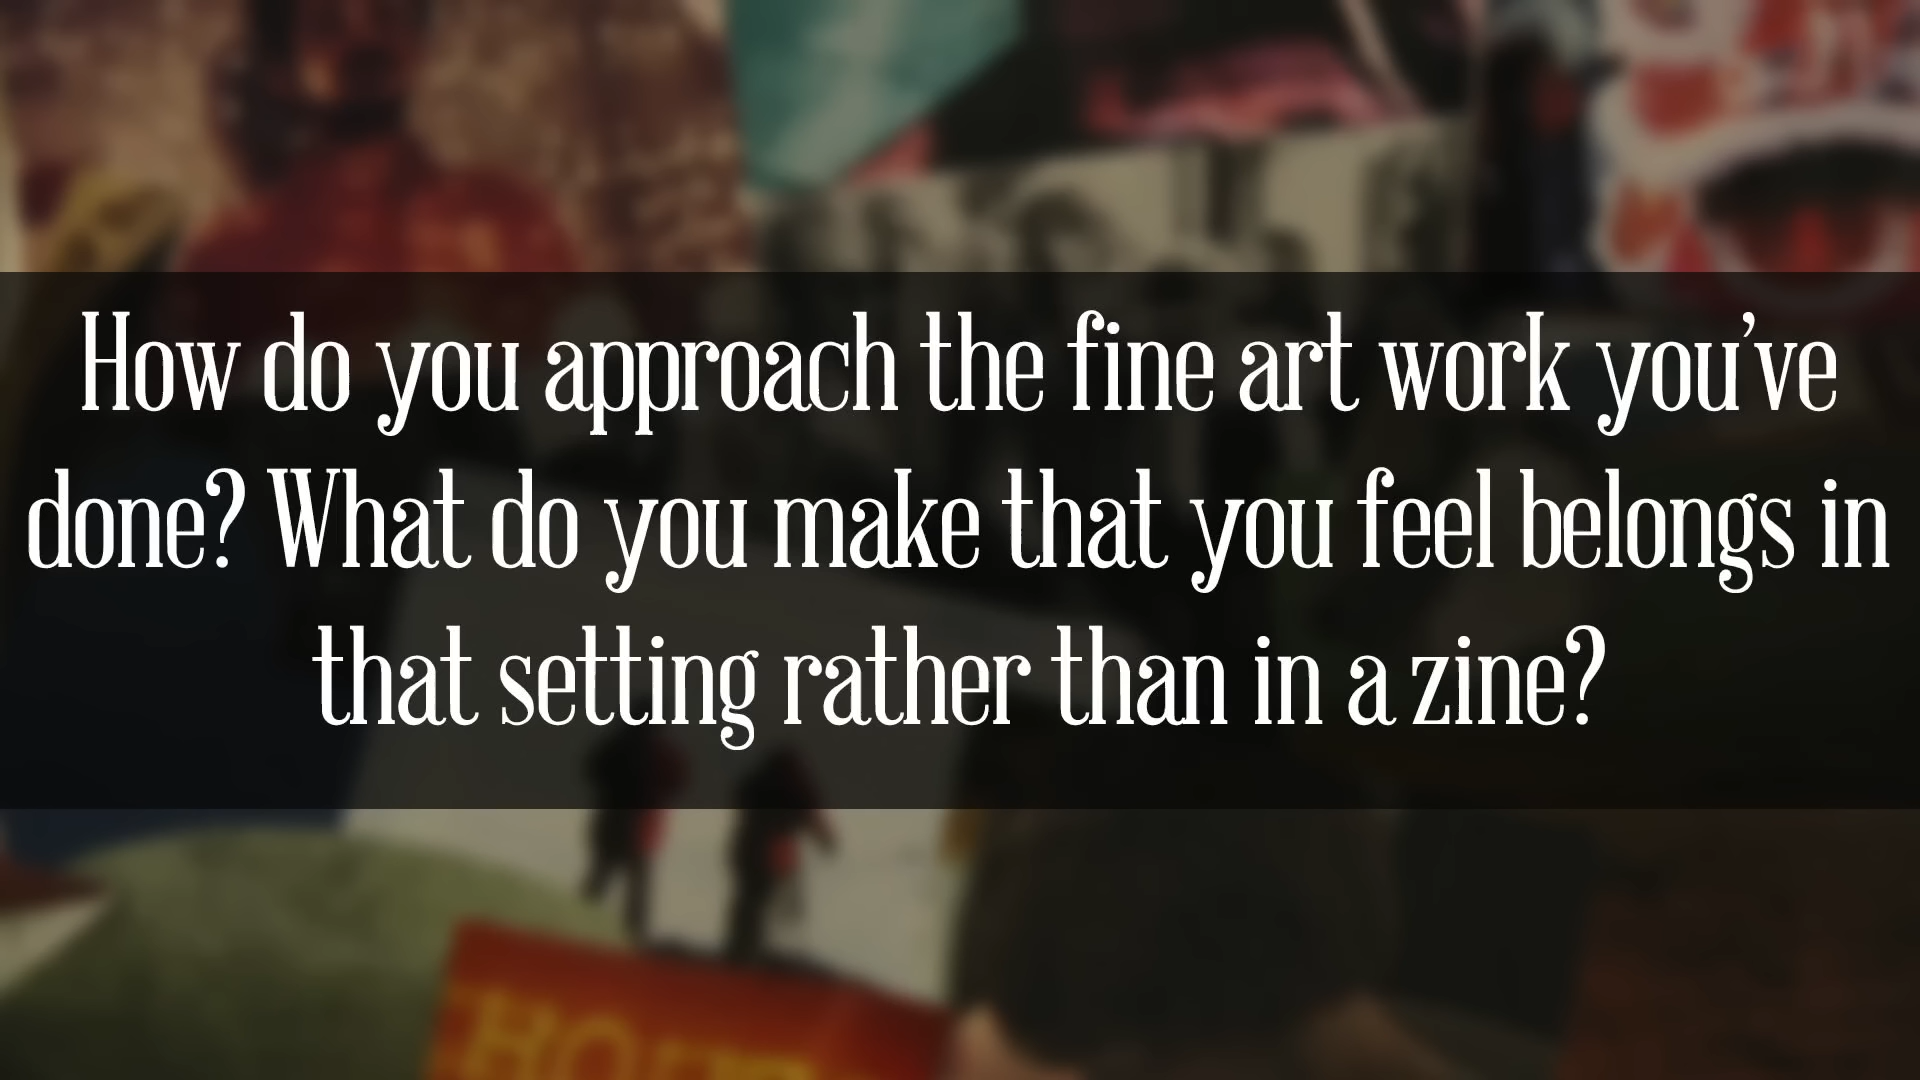 How do you approach the fine art work you’ve
done? What do you make that you feel belongs in
that setting rather than in a zine?